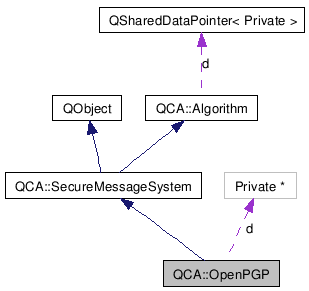 QSharedDataPointer< Private >
d
QObject
QCA::Algorithm
QCA::SecureMessageSystem
Private *
d
QCA::OpenPGP